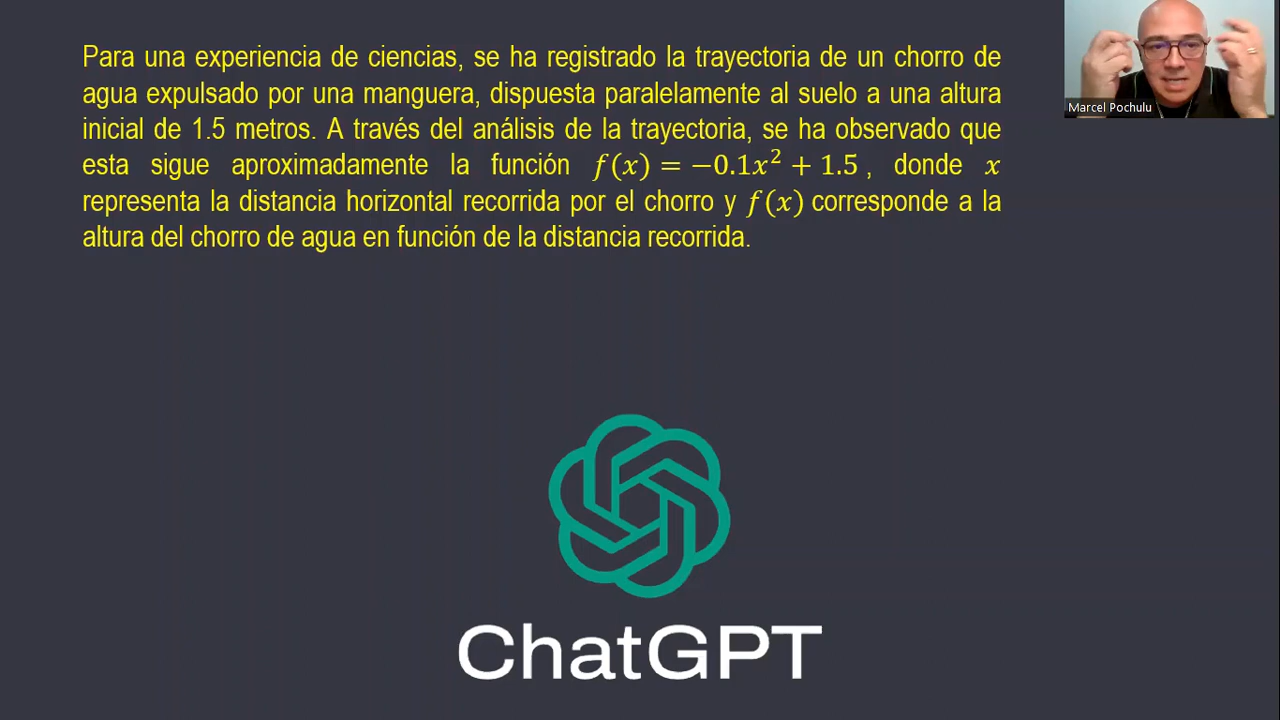 Para una experiencia de ciencias, se ha registrado la trayectoria de un chorro de
agua expulsado por una manguera, dispuesta paralelamente al suelo a una altura
inicial de 1.5 metros. A través del análisis de la trayectoria, se ha observado que
esta sigue aproximadamente la función f(x) = −0.1x² + 1.5 , donde x
representa la distancia horizontal recorrida por el chorro y f(x) corresponde a la
altura del chorro de agua en función de la distancia recorrida.
Marcel Pochulu
ChatGPT